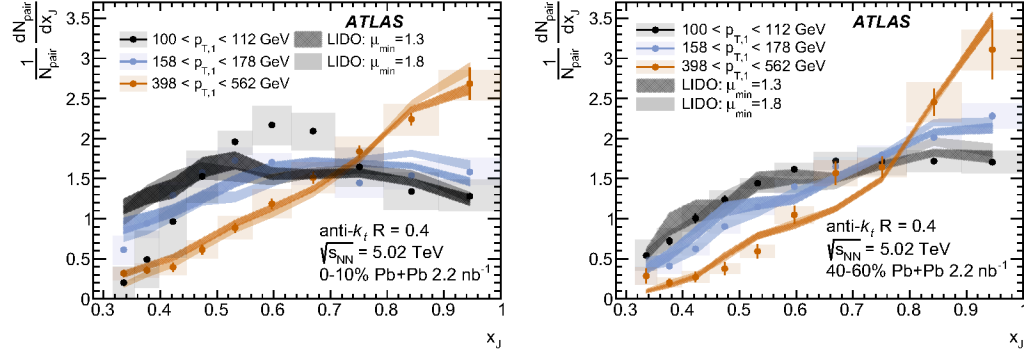 1/N_pair dN_pair/dx_J
ATLAS
100 < p_T,1 < 112 GeV
158 < p_T,1 < 178 GeV
398 < p_T,1 < 562 GeV
LIDO: μ_min=1.3
LIDO: μ_min=1.8
3.5
3
2.5
2
1.5
1
0.5
0
anti-k_t R = 0.4
√s_NN = 5.02 TeV
0-10% Pb+Pb 2.2 nb⁻¹
0.3 0.4 0.5 0.6 0.7 0.8 0.9 1
x_J
1/N_pair dN_pair/dx_J
ATLAS
100 < p_T,1 < 112 GeV
158 < p_T,1 < 178 GeV
398 < p_T,1 < 562 GeV
LIDO: μ_min=1.3
LIDO: μ_min=1.8
3.5
3
2.5
2
1.5
1
0.5
0
anti-k_t R = 0.4
√s_NN = 5.02 TeV
40-60% Pb+Pb 2.2 nb⁻¹
0.3 0.4 0.5 0.6 0.7 0.8 0.9 1.0
x_J